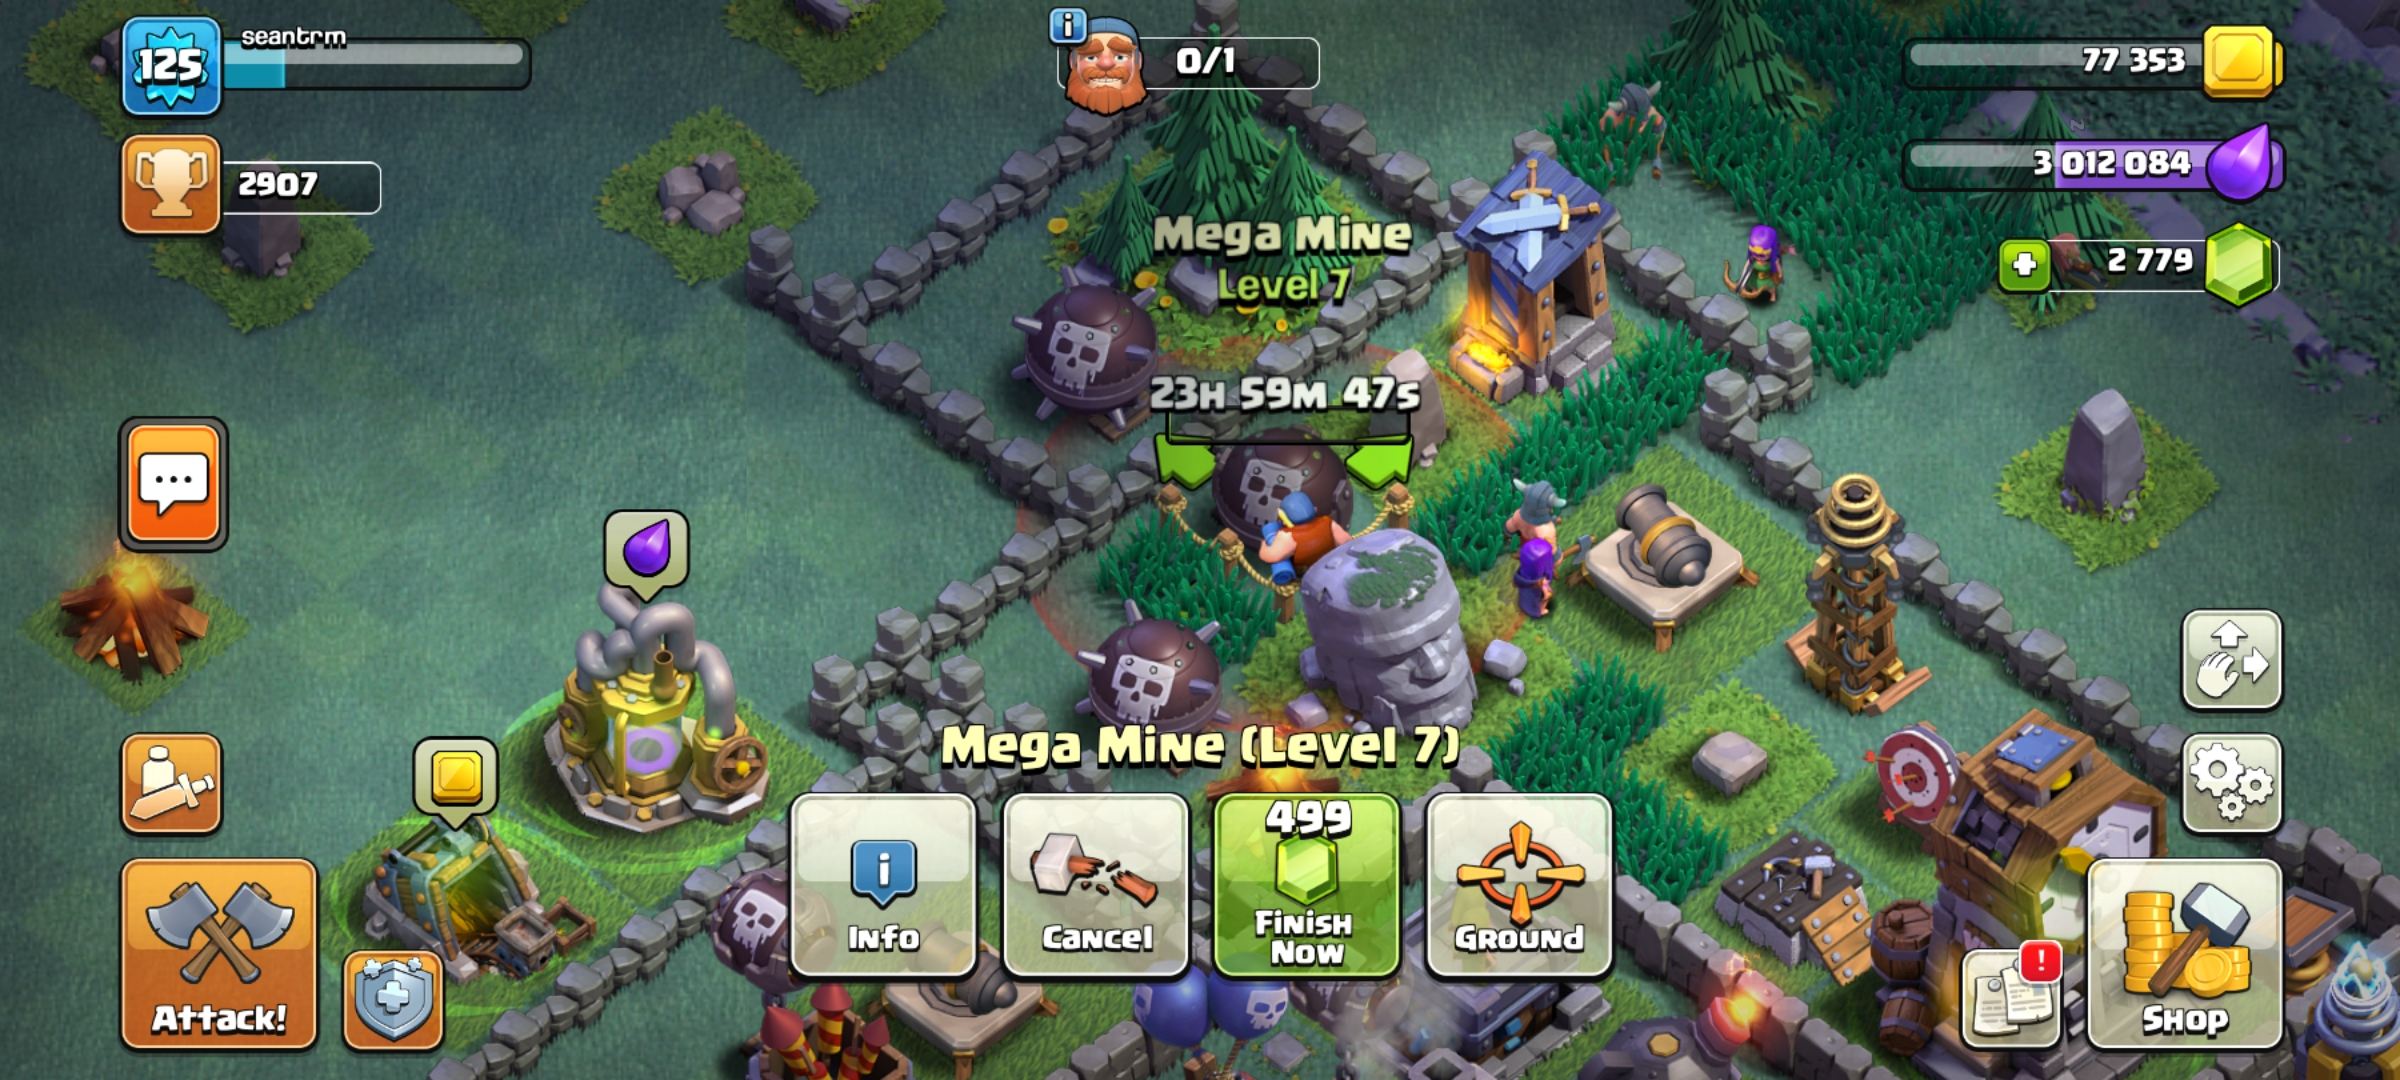 125
seantrm
0/1
77 353
2907
3 012 084
2 779
Mega Mine
Level 7
23H 59M 47s
Mega Mine (Level 7)
Info
Cancel
499
Finish
Now
Ground
Attack!
Shop